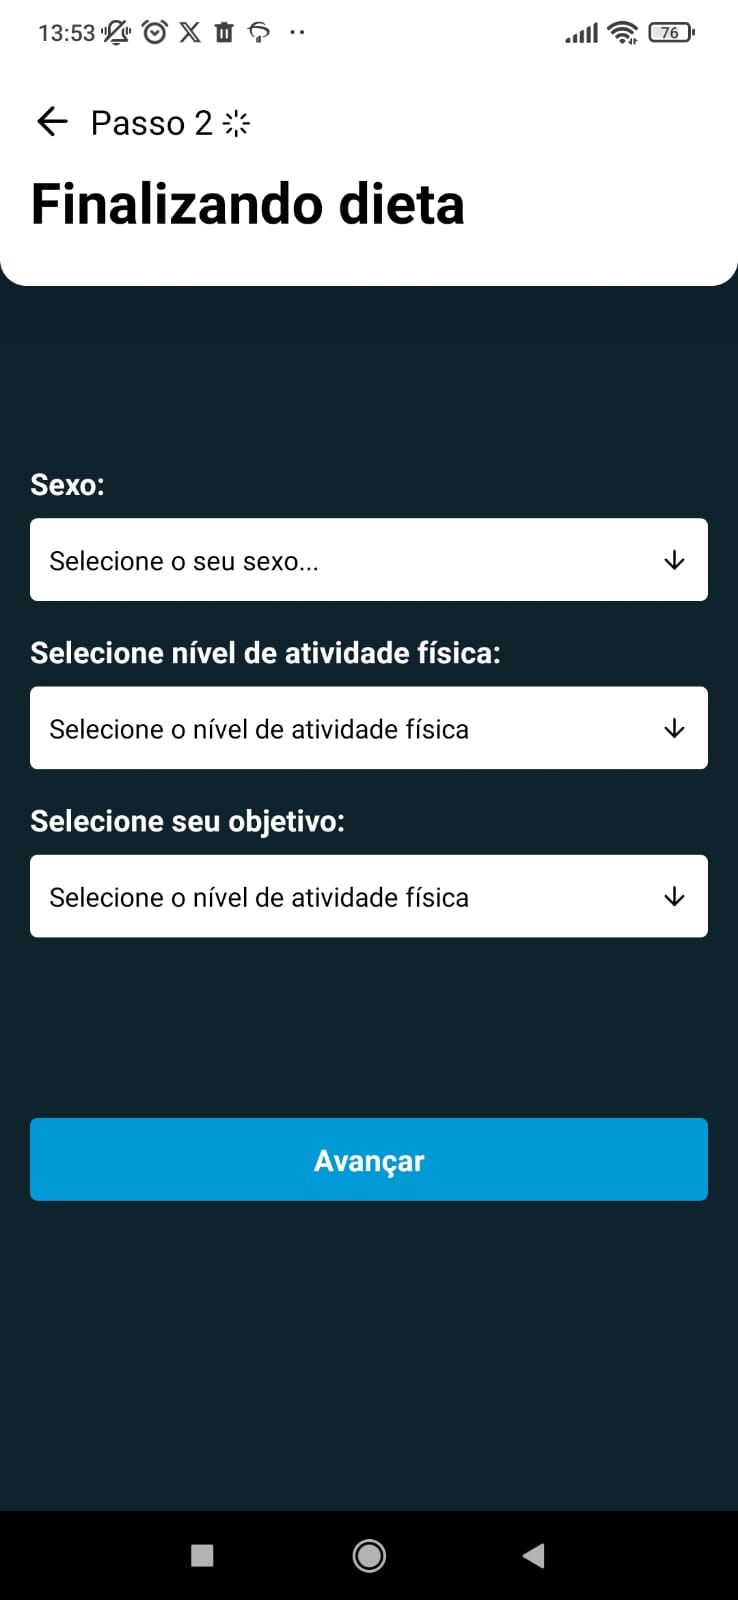 13:53
76
Passo 2
Finalizando dieta
Sexo:
Selecione o seu sexo...
Selecione nível de atividade física:
Selecione o nível de atividade física
Selecione seu objetivo:
Selecione o nível de atividade física
Avançar